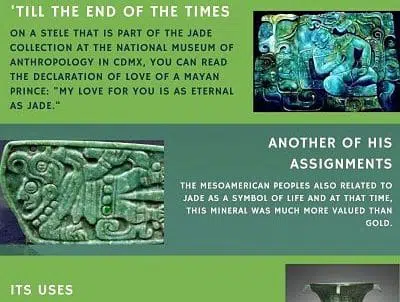 'TILL THE END OF THE TIMES
ON A STELE THAT IS PART OF THE JADE
COLLECTION AT THE NATIONAL MUSEUM OF
ANTHROPOLOGY IN CDMX, YOU CAN READ
THE DECLARATION OF LOVE OF A MAYAN
PRINCE: "MY LOVE FOR YOU IS AS ETERNAL
AS JADE."
ANOTHER OF HIS
ASSIGNMENTS
THE MESOAMERICAN PEOPLES ALSO RELATED TO
JADE AS A SYMBOL OF LIFE AND AT THAT TIME,
THIS MINERAL WAS MUCH MORE VALUED THAN
GOLD.
ITS USES